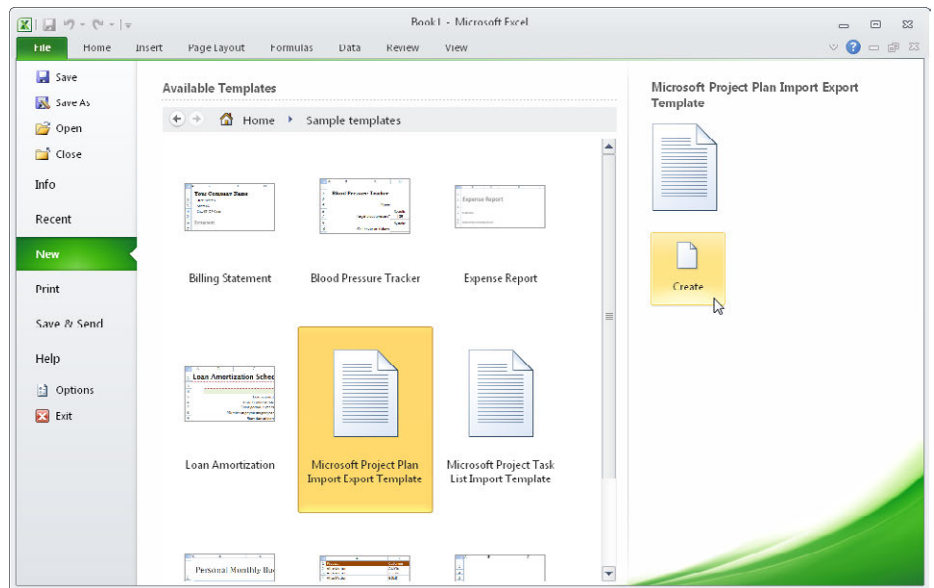 Book1 - Microsoft Excel
File Home Insert Page Layout Formulas Data Review View
Save
Save As
Open
Close
Info
Recent
New
Print
Save & Send
Help
Options
Exit
Available Templates
Home Sample templates
Your Company Name
Blood Pressure Tracker
Expense Report
Billing Statement
Blood Pressure Tracker
Expense Report
Loan Amortization Sched
Loan Amortization
Microsoft Project Plan
Import Export Template
Microsoft Project Task
List Import Template
Personal Monthly Bu
Microsoft Project Plan Import Export
Template
Create